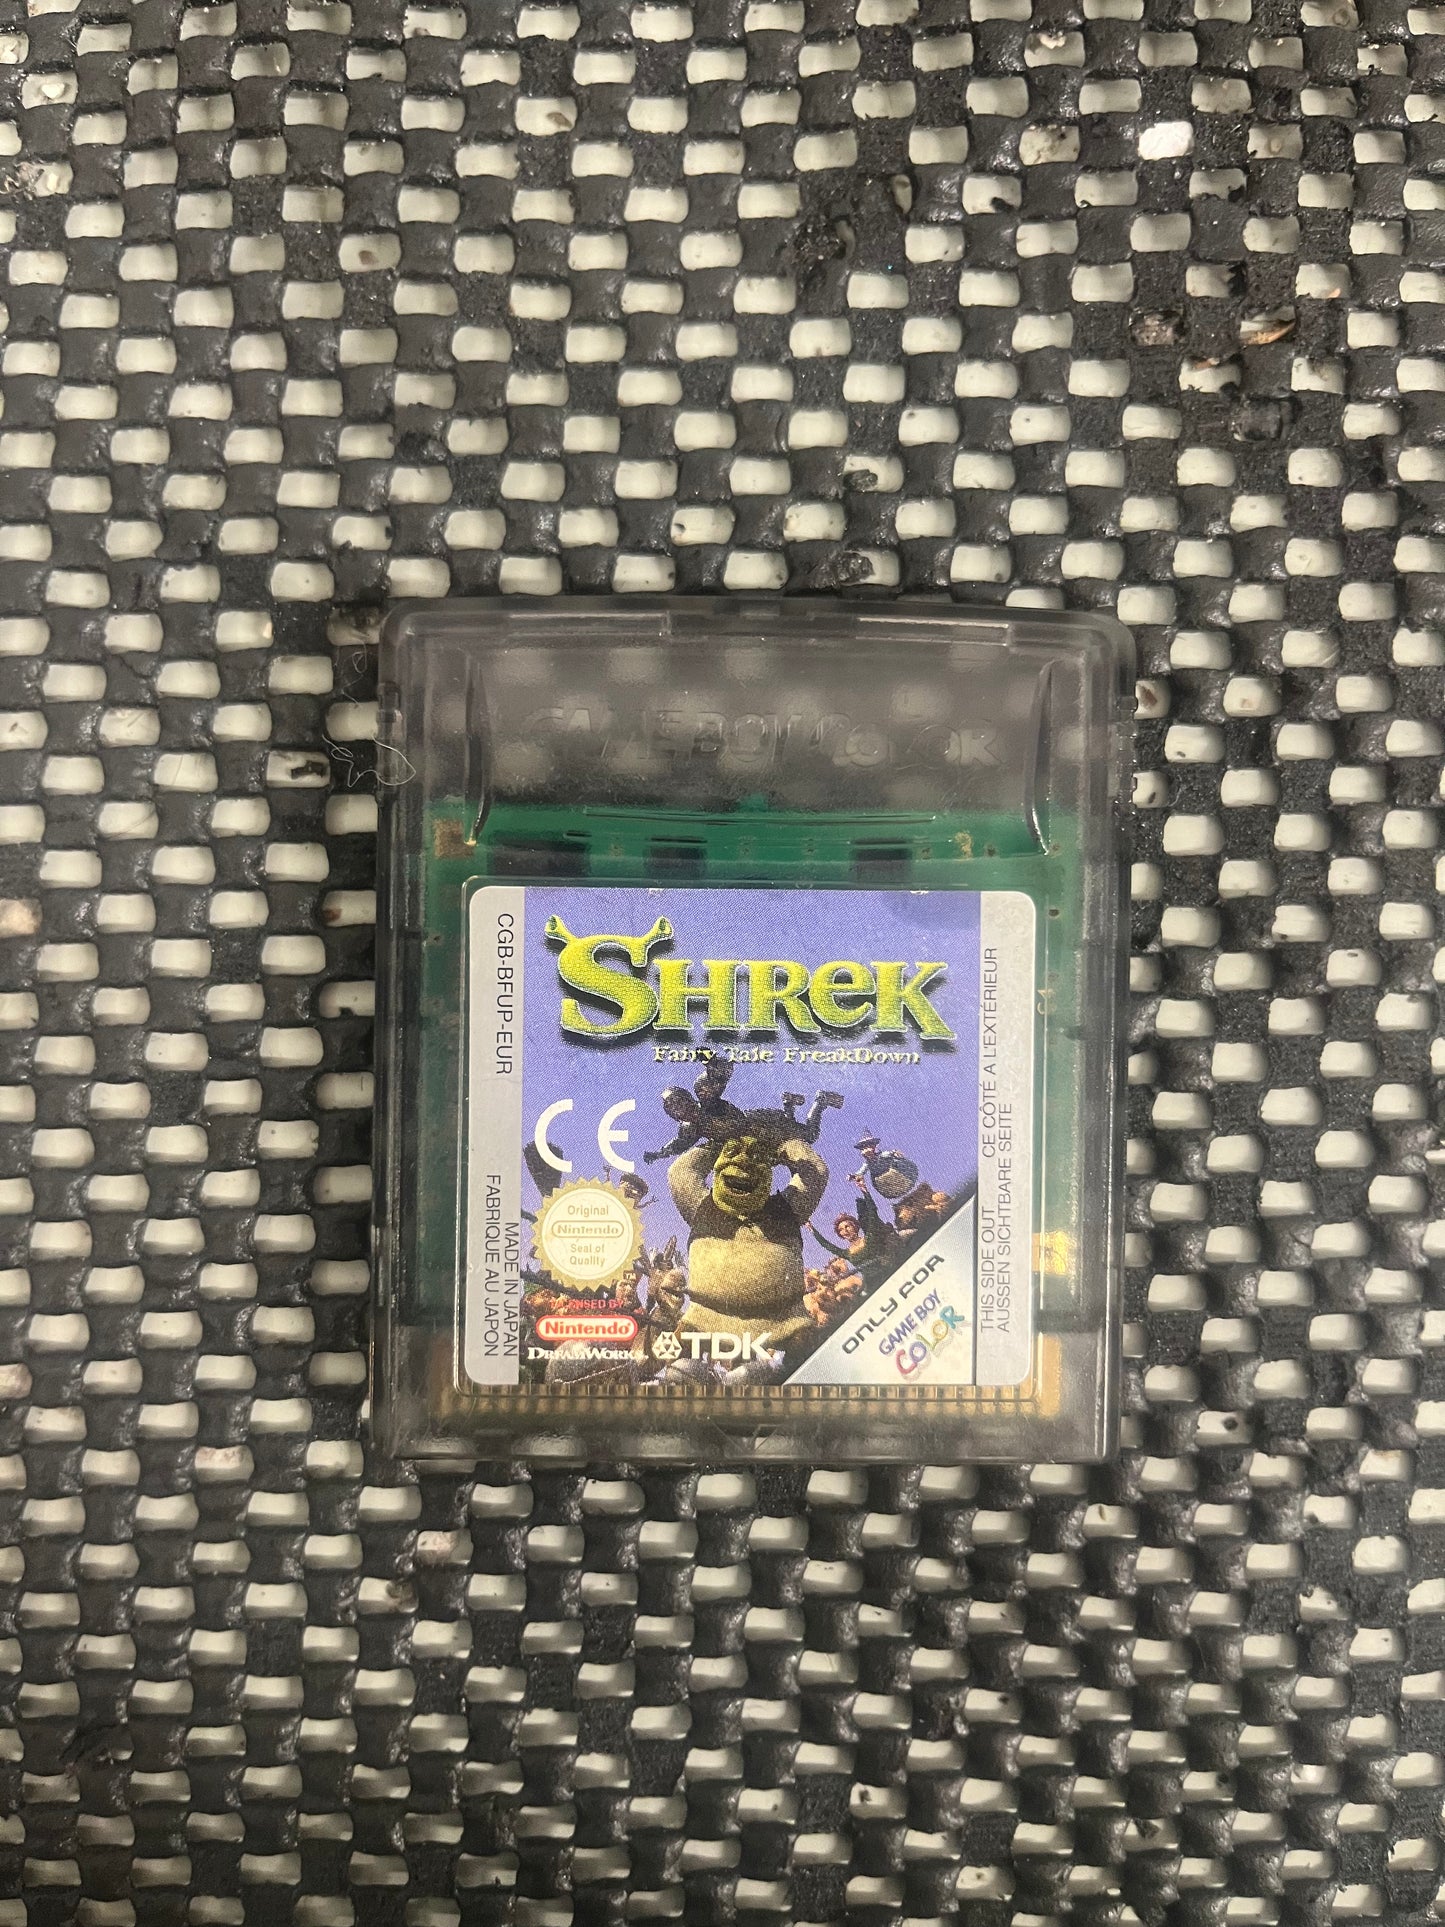 GAME BOY COLOR
SHREK
Fairy Tale FreakDown
CGB-BFUP-EUR
MADE IN JAPAN
FABRIQUE AU JAPON
CE
Original
Nintendo
Seal of
Quality
LICENSED BY
Nintendo
DREAMWORKS
TDK
ONLY FOR
GAME BOY
COLOR
THIS SIDE OUT CE CÔTÉ A L'EXTÉRIEUR
AUSSEN SICHTBARE SEITE